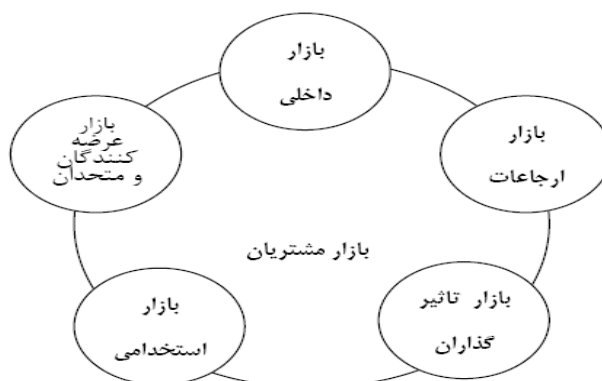 بازار
داخلی
بازار
ارجاعات
بازار
عرضه
کنندگان
و متحدان
بازار مشتریان
بازار تاثیر
گذاران
بازار
استخدامی